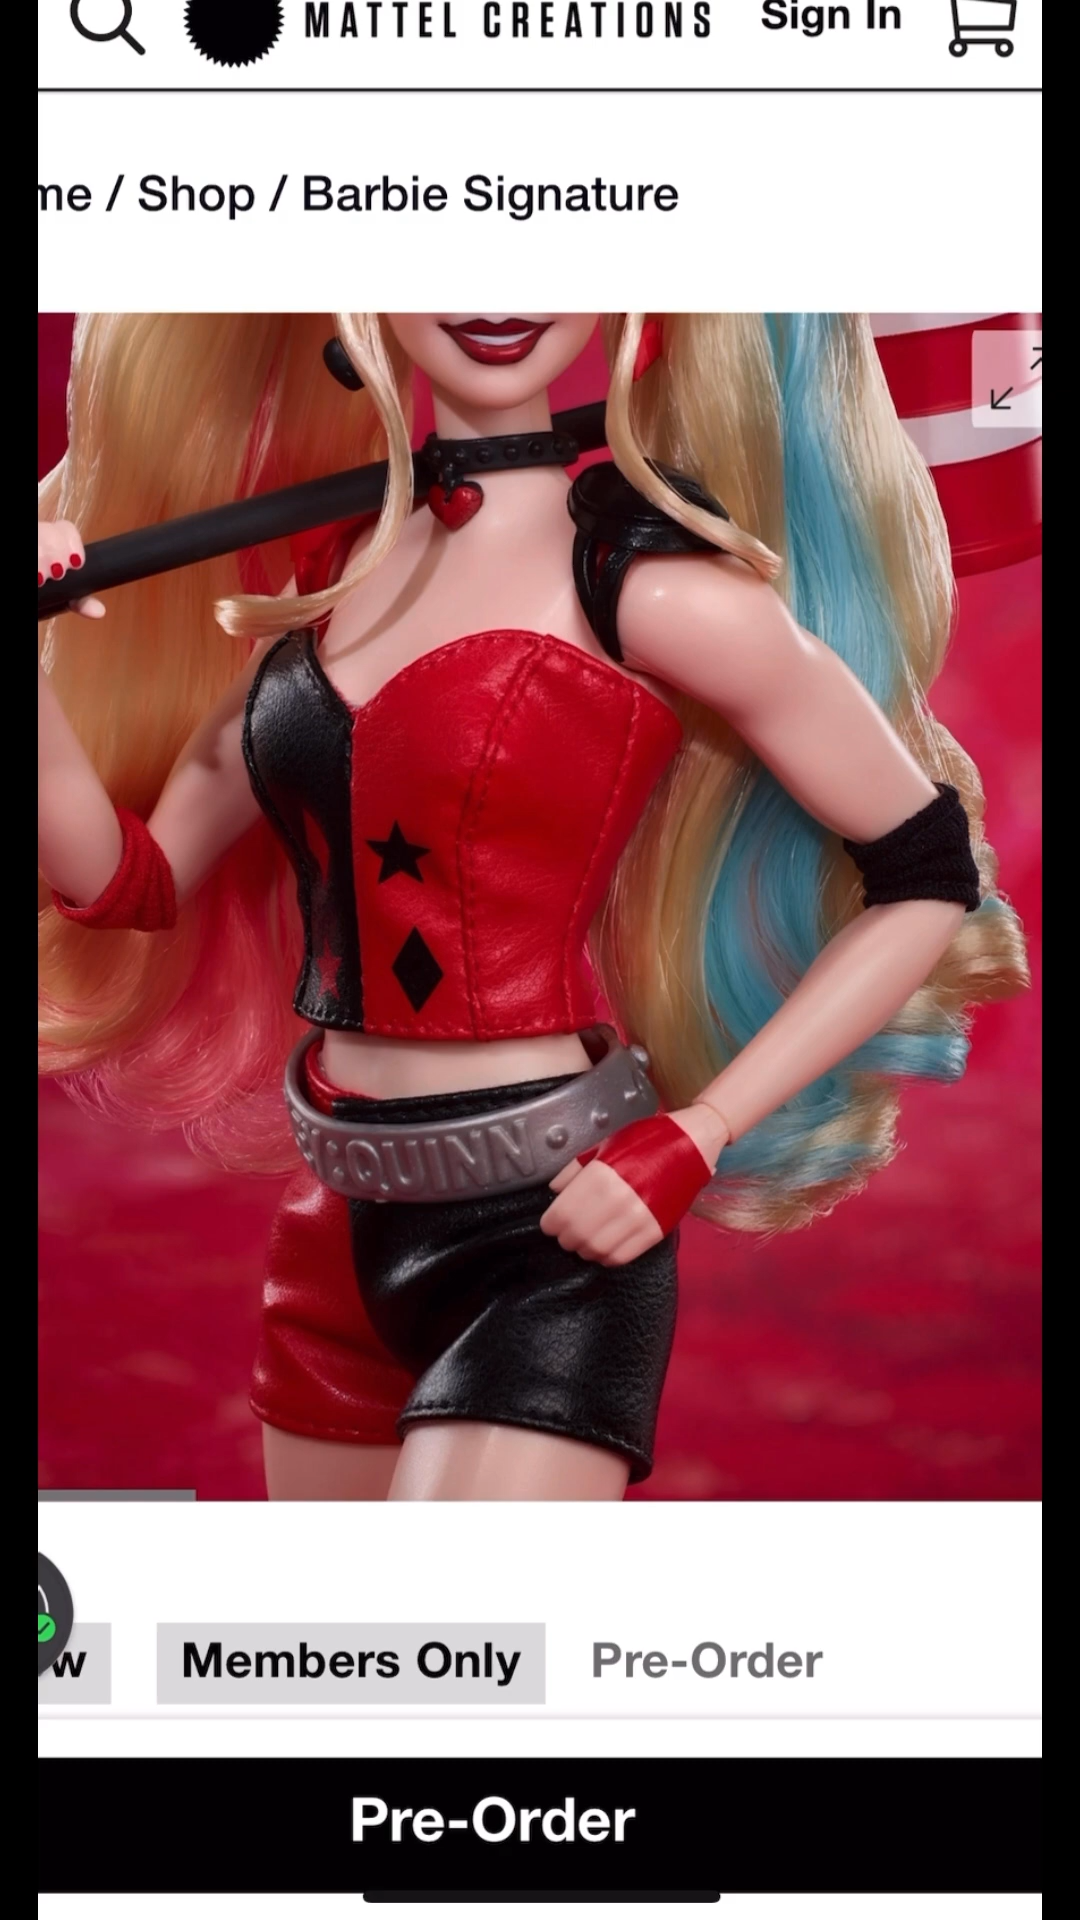 MATTEL CREATIONS
Sign In
me / Shop / Barbie Signature
QUINN
w
Members Only
Pre-Order
Pre-Order